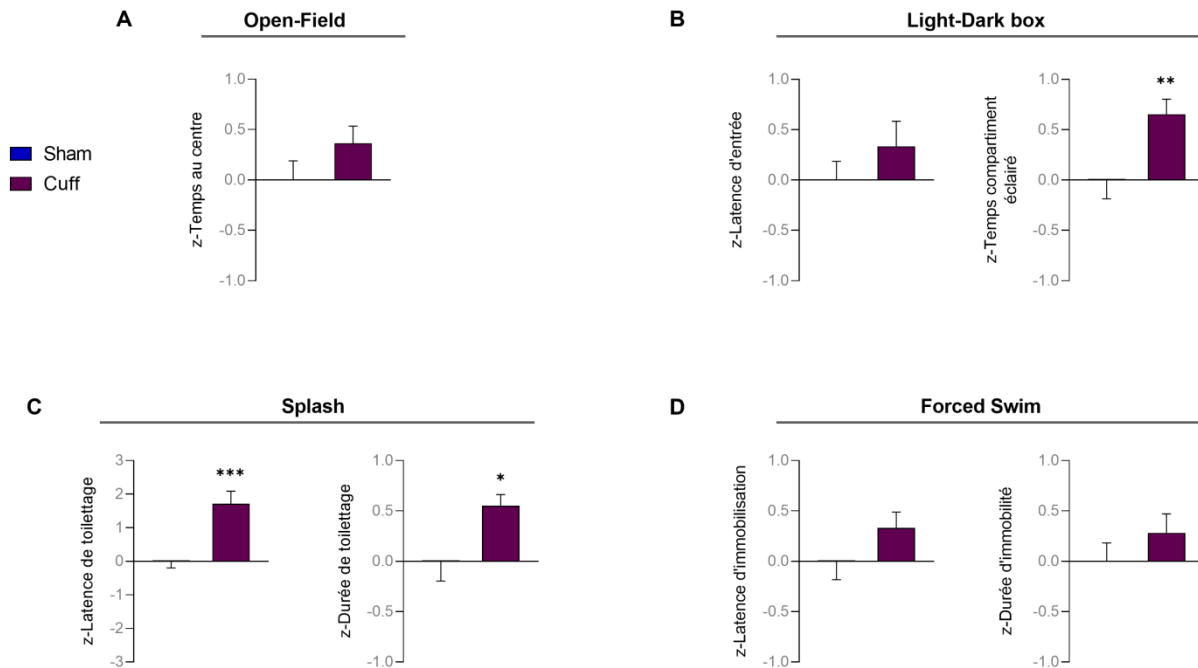 A
Open-Field
B
Light-Dark box
Sham
Cuff
z-Temps au centre
1.0
0.5
0.0
-0.5
-1.0
z-Latence d'entrée
1.0
0.5
0.0
-0.5
-1.0
z-Temps compartiment
éclairé
1.0
0.5
0.0
-0.5
-1.0
**
C
Splash
D
Forced Swim
z-Latence de toilettage
3
2
1
0
-1
-2
-3
***
z-Durée de toilettage
1.0
0.5
0.0
-0.5
-1.0
*
z-Latence d'immobilisation
1.0
0.5
0.0
-0.5
-1.0
z-Durée d'immobilité
1.0
0.5
0.0
-0.5
-1.0